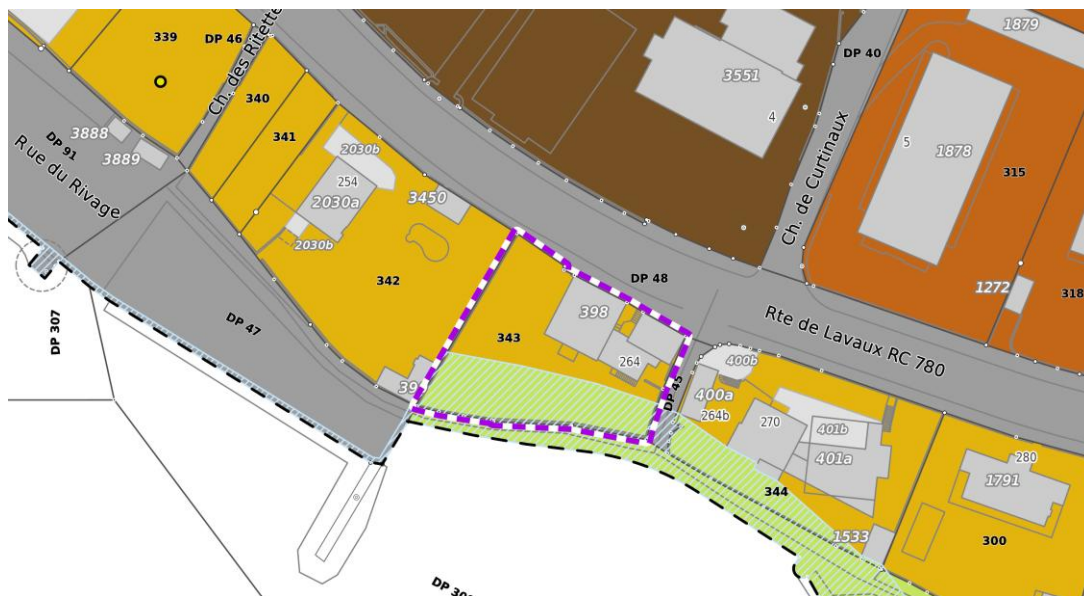 1879
339
DP 46
Ch. des Ritette
DP 40
3551
4
340
5
1878
3888
3889
DP 91
Rue du Rivage
341
2030b
254
2030a
3450
2030b
Ch. de Curtinaux
315
342
DP 48
1272
318
DP 307
DP 47
398
343
264
Rte de Lavaux RC 780
400b
DP 45
39
400a
264b
270
401b
401a
280
1791
344
1533
300